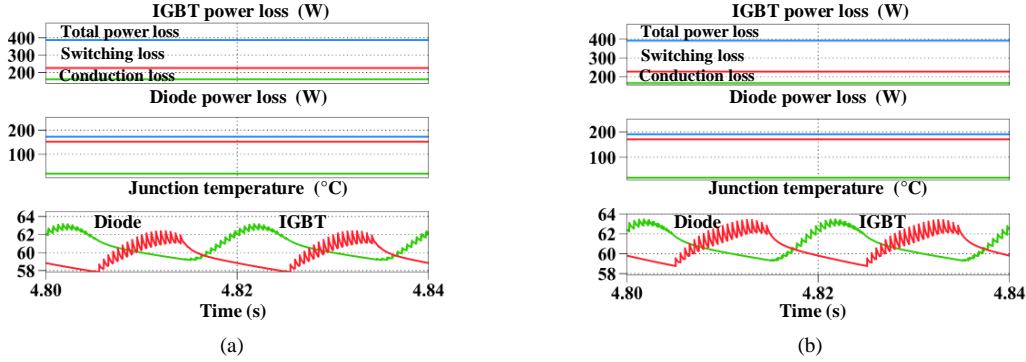 IGBT power loss (W)
400
Total power loss
300
Switching loss
200
Conduction loss
Diode power loss (W)
200
100
Junction temperature (°C)
64
62
60
58
Diode
IGBT
4.80
4.82
4.84
Time (s)
(a)
IGBT power loss (W)
400
Total power loss
300
Switching loss
200
Conduction loss
Diode power loss (W)
200
100
Junction temperature (°C)
64
62
60
58
Diode
IGBT
4.80
4.82
4.84
Time (s)
(b)